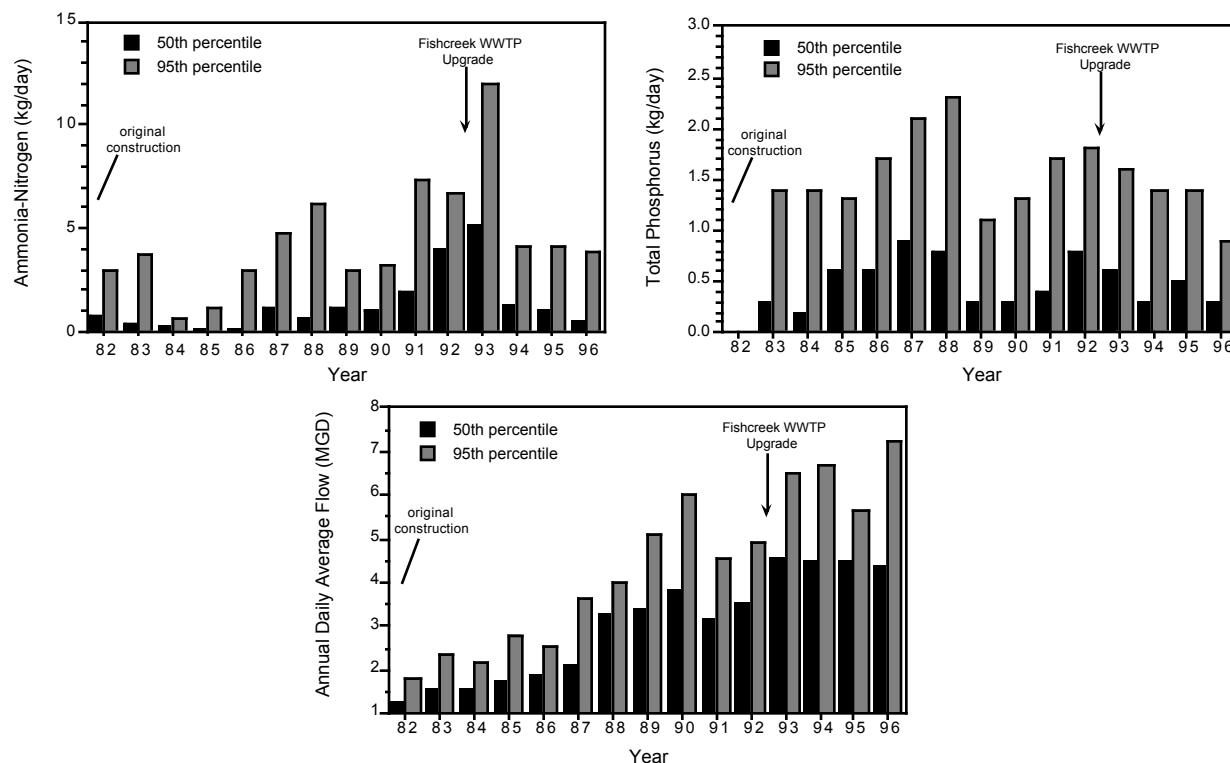 15
10
5
0
Ammonia-Nitrogen (kg/day)
50th percentile
95th percentile
Fishcreek WWTP
Upgrade
original
construction
82 83 84 85 86 87 88 89 90 91 92 93 94 95 96
Year
3.0
2.5
2.0
1.5
1.0
0.5
0.0
Total Phosphorus (kg/day)
50th percentile
95th percentile
Fishcreek WWTP
Upgrade
original
construction
82 83 84 85 86 87 88 89 90 91 92 93 94 95 96
Year
8
7
6
5
4
3
2
1
Annual Daily Average Flow (MGD)
50th percentile
95th percentile
Fishcreek WWTP
Upgrade
original
construction
82 83 84 85 86 87 88 89 90 91 92 93 94 95 96
Year